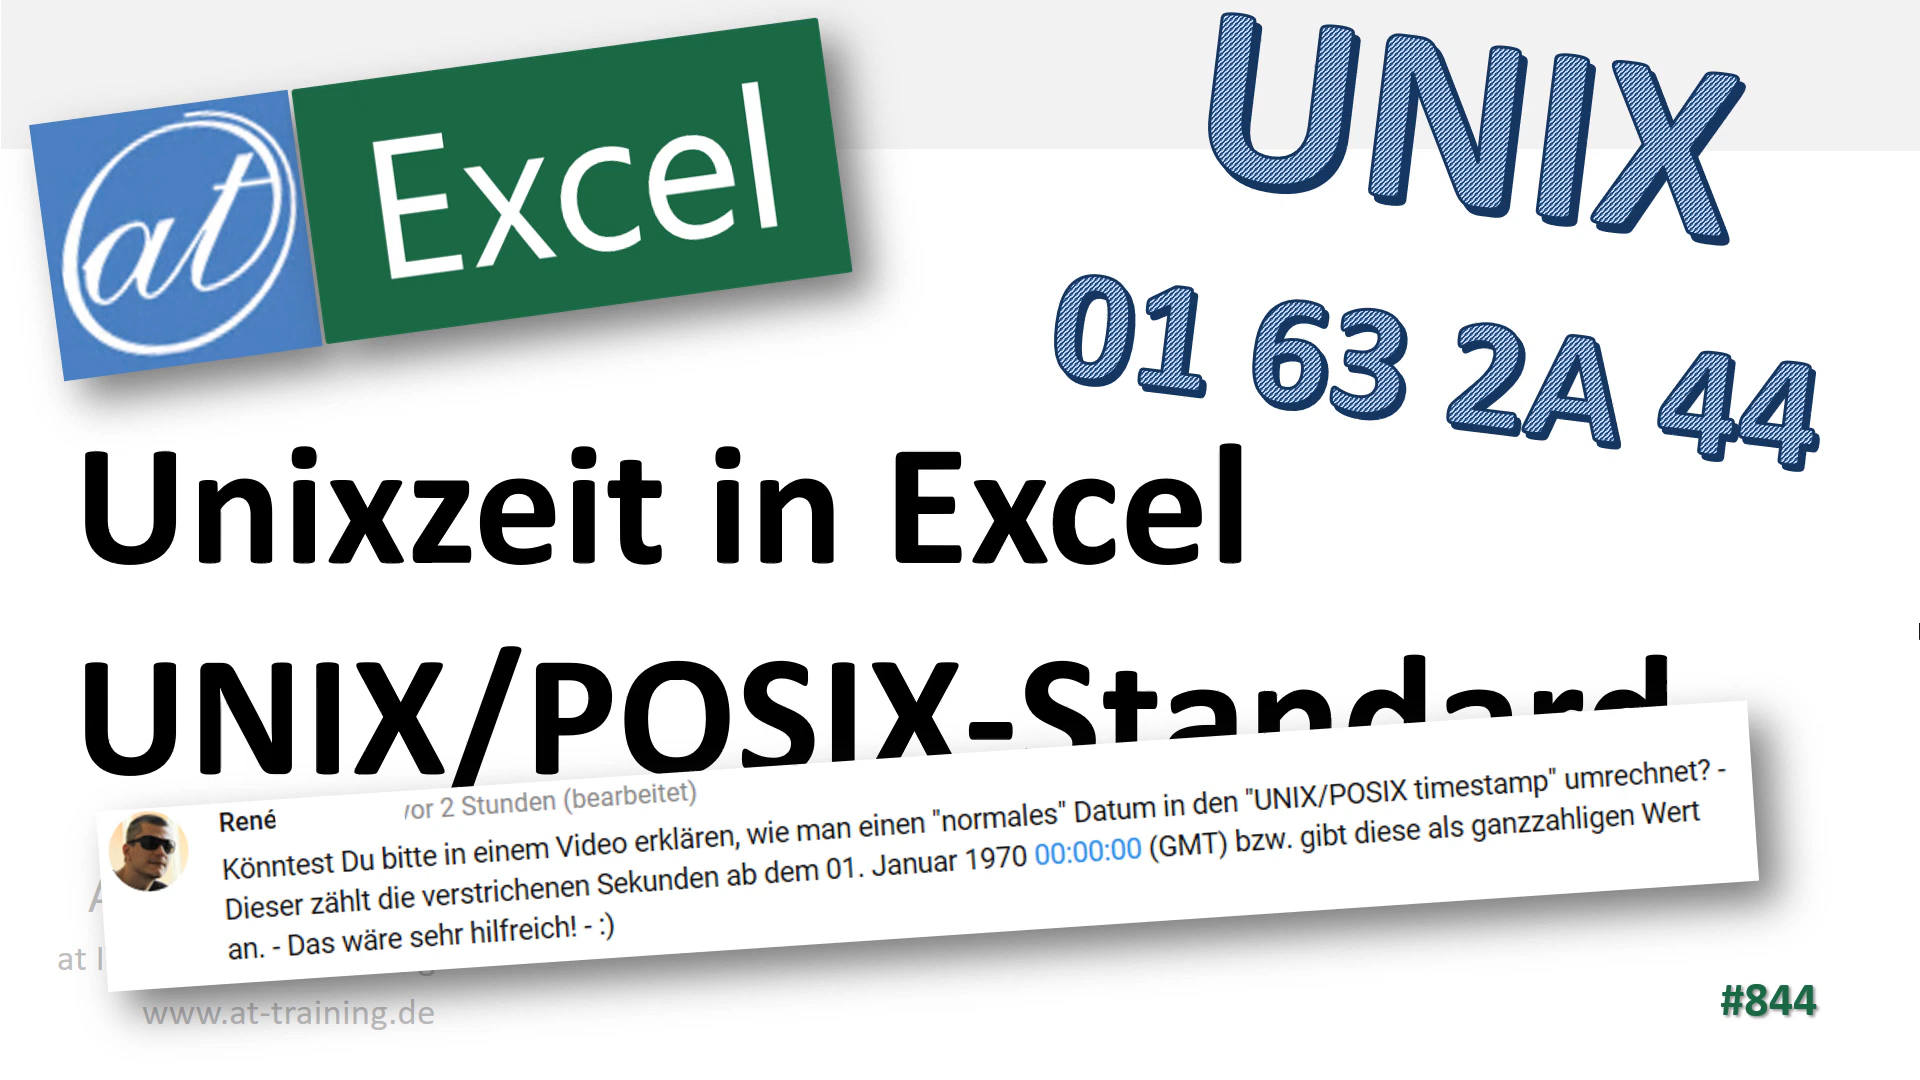 at Excel
UNIX
01 63 2A 44
Unixzeit in Excel
UNIX/POSIX-Standard
René vor 2 Stunden (bearbeitet)
Könntest Du bitte in einem Video erklären, wie man einen "normales" Datum in den "UNIX/POSIX timestamp" umrechnet? -
Dieser zählt die verstrichenen Sekunden ab dem 01. Januar 1970 00:00:00 (GMT) bzw. gibt diese als ganzzahligen Wert
an. - Das wäre sehr hilfreich! - :)
at
www.at-training.de
#844